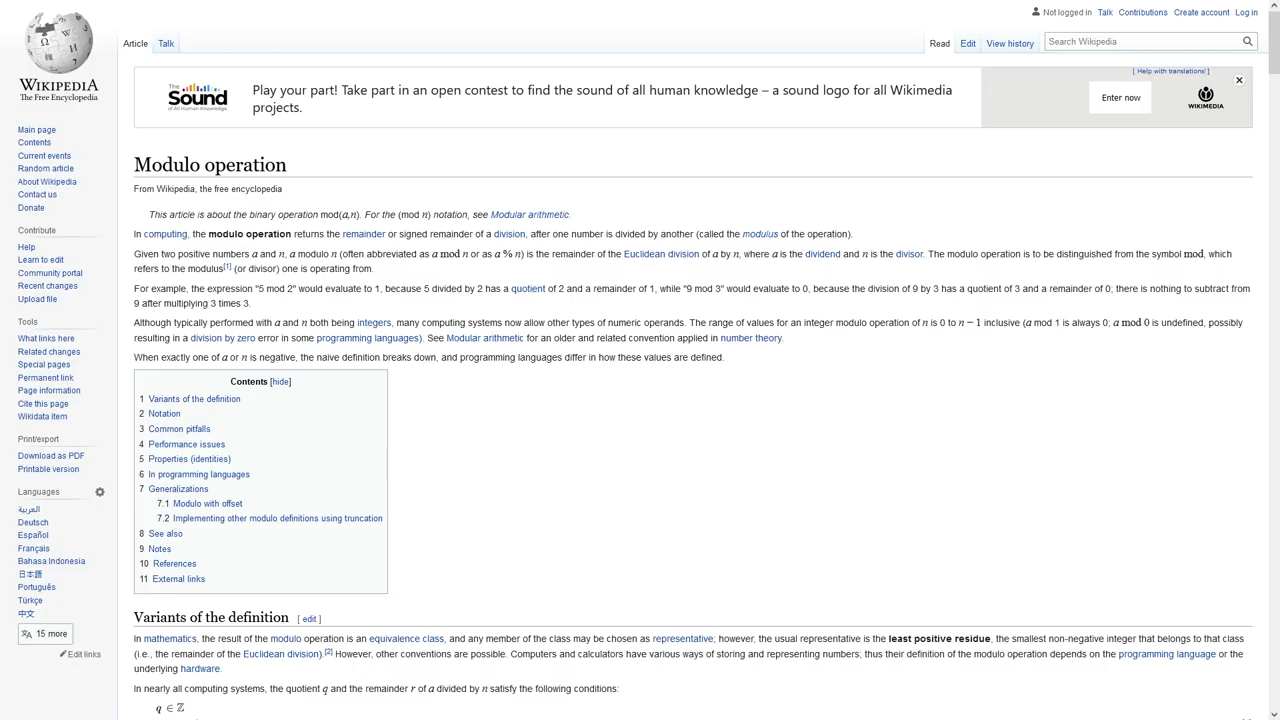 Not logged in Talk Contributions Create account Log in
Article Talk Read Edit View history Search Wikipedia
WIKIPEDIA
The Free Encyclopedia
Main page
Contents
Current events
Random article
About Wikipedia
Contact us
Donate
Contribute
Help
Learn to edit
Community portal
Recent changes
Upload file
Tools
What links here
Related changes
Special pages
Permanent link
Page information
Cite this page
Wikidata item
Print/export
Download as PDF
Printable version
Languages
العربية
Deutsch
Español
Français
Bahasa Indonesia
日本語
Português
Türkçe
中文
15 more
Edit links
The Sound of All Human Knowledge
Play your part! Take part in an open contest to find the sound of all human knowledge – a sound logo for all Wikimedia
projects.
[ Help with translations! ]
Enter now
WIKIMEDIA
Modulo operation
From Wikipedia, the free encyclopedia
This article is about the binary operation mod(a,n). For the (mod n) notation, see Modular arithmetic.
In computing, the modulo operation returns the remainder or signed remainder of a division, after one number is divided by another (called the modulus of the operation).
Given two positive numbers a and n, a modulo n (often abbreviated as a mod n or as a % n) is the remainder of the Euclidean division of a by n, where a is the dividend and n is the divisor. The modulo operation is to be distinguished from the symbol mod, which
refers to the modulus[1] (or divisor) one is operating from.
For example, the expression "5 mod 2" would evaluate to 1, because 5 divided by 2 has a quotient of 2 and a remainder of 1, while "9 mod 3" would evaluate to 0, because the division of 9 by 3 has a quotient of 3 and a remainder of 0; there is nothing to subtract from
9 after multiplying 3 times 3.
Although typically performed with a and n both being integers, many computing systems now allow other types of numeric operands. The range of values for an integer modulo operation of n is 0 to n − 1 inclusive (a mod 1 is always 0; a mod 0 is undefined, possibly
resulting in a division by zero error in some programming languages). See Modular arithmetic for an older and related convention applied in number theory.
When exactly one of a or n is negative, the naive definition breaks down, and programming languages differ in how these values are defined.
Contents [hide]
1 Variants of the definition
2 Notation
3 Common pitfalls
4 Performance issues
5 Properties (identities)
6 In programming languages
7 Generalizations
7.1 Modulo with offset
7.2 Implementing other modulo definitions using truncation
8 See also
9 Notes
10 References
11 External links
Variants of the definition [ edit ]
In mathematics, the result of the modulo operation is an equivalence class, and any member of the class may be chosen as representative; however, the usual representative is the least positive residue, the smallest non-negative integer that belongs to that class
(i.e., the remainder of the Euclidean division).[2] However, other conventions are possible. Computers and calculators have various ways of storing and representing numbers; thus their definition of the modulo operation depends on the programming language or the
underlying hardware.
In nearly all computing systems, the quotient q and the remainder r of a divided by n satisfy the following conditions:
q ∈ ℤ